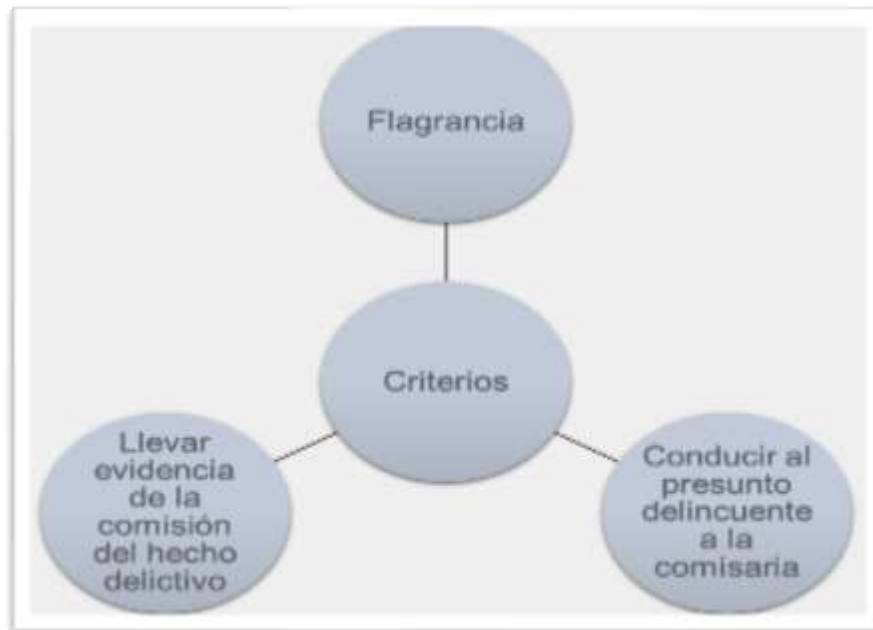 Flagrancia
Criterios
Llevar
evidencia
de la
comisión
del hecho
delictivo
Conducir al
presunto
delincuente
a la
comisaria